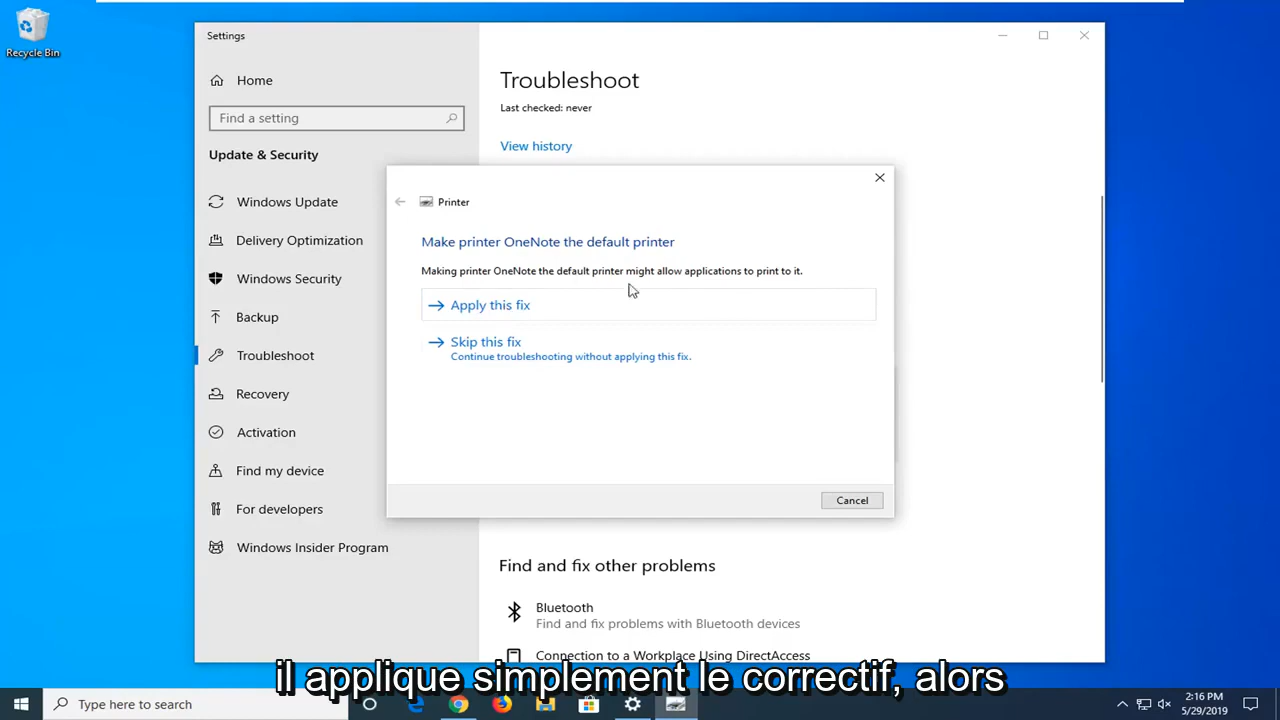 Recycle Bin
Settings
Home
Find a setting
Update & Security
Windows Update
Delivery Optimization
Windows Security
Backup
Troubleshoot
Recovery
Activation
Find my device
For developers
Windows Insider Program
Troubleshoot
Last checked: never
View history
Printer
Make printer OneNote the default printer
Making printer OneNote the default printer might allow applications to print to it.
Apply this fix
Skip this fix
Continue troubleshooting without applying this fix.
Cancel
Find and fix other problems
Bluetooth
Find and fix problems with Bluetooth devices
Connection to a Workplace Using DirectAccess
il applique simplement le correctif, alors
Type here to search
2:16 PM
5/29/2019